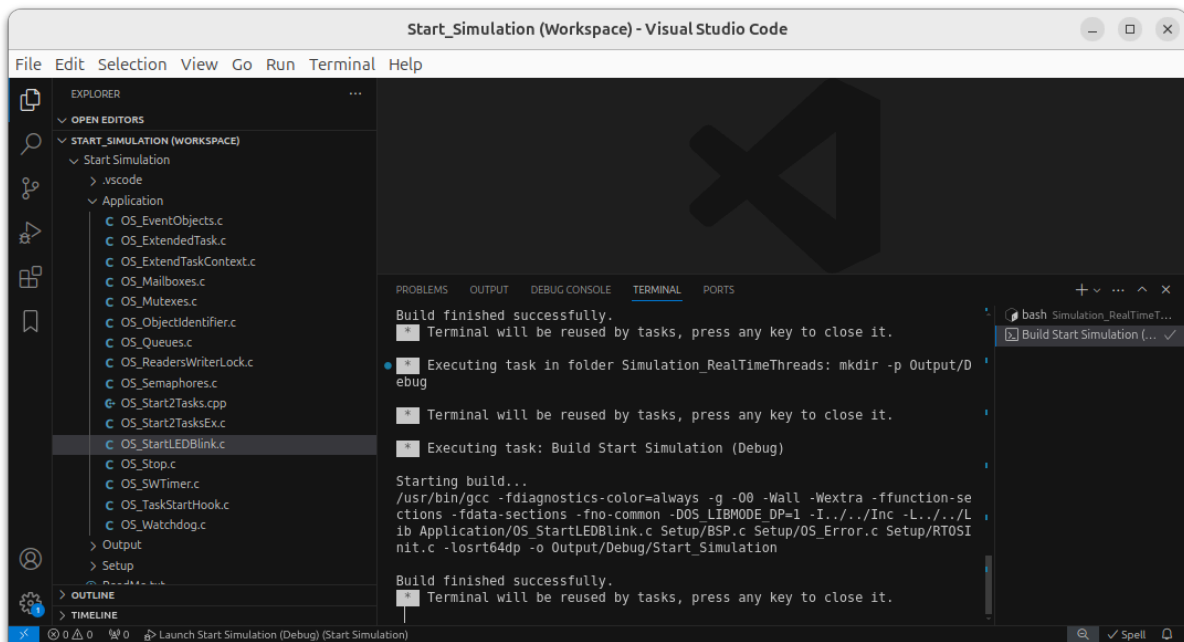 Start_Simulation (Workspace) - Visual Studio Code
File Edit Selection View Go Run Terminal Help
EXPLORER
OPEN EDITORS
START_SIMULATION (WORKSPACE)
Start Simulation
.vscode
Application
C OS_EventObjects.c
C OS_ExtendedTask.c
C OS_ExtendTaskContext.c
C OS_Mailboxes.c
C OS_Mutexes.c
C OS_ObjectIdentifier.c
C OS_Queues.c
C OS_ReadersWriterLock.c
C OS_Semaphores.c
OS_Start2Tasks.cpp
C OS_Start2TasksEx.c
C OS_StartLEDBlink.c
C OS_Stop.c
C OS_SWTimer.c
C OS_TaskStartHook.c
C OS_Watchdog.c
Output
Setup
OUTLINE
TIMELINE
1
PROBLEMS OUTPUT DEBUG CONSOLE TERMINAL PORTS
Build finished successfully.
* Terminal will be reused by tasks, press any key to close it.
* Executing task in folder Simulation_RealTimeThreads: mkdir -p Output/D
ebug
* Terminal will be reused by tasks, press any key to close it.
* Executing task: Build Start Simulation (Debug)
Starting build...
/usr/bin/gcc -fdiagnostics-color=always -g -O0 -Wall -Wextra -ffunction-se
ctions -fdata-sections -fno-common -DOS_LIBMODE_DP=1 -I../../Inc -L../../L
ib Application/OS_StartLEDBlink.c Setup/BSP.c Setup/OS_Error.c Setup/RTOSI
nit.c -losrt64dp -o Output/Debug/Start_Simulation
Build finished successfully.
* Terminal will be reused by tasks, press any key to close it.
bash Simulation_RealTimeT...
Build Start Simulation (...
0 0 0 Launch Start Simulation (Debug) (Start Simulation)
Spell